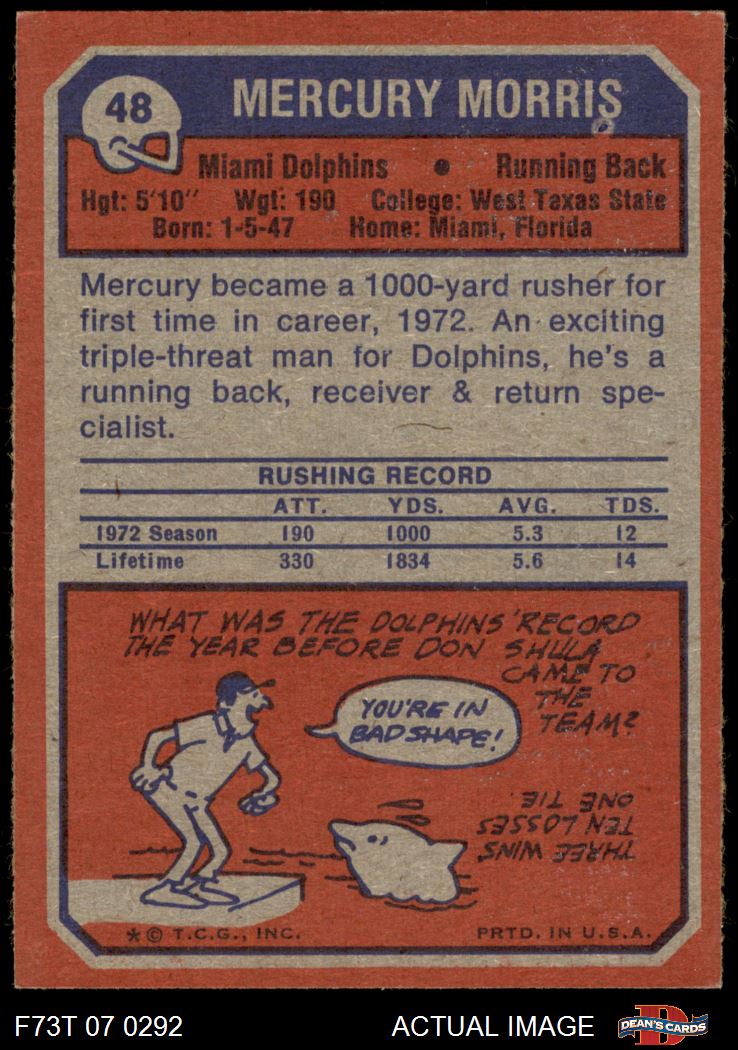 48
MERCURY MORRIS
Miami Dolphins • Running Back
Hgt: 5'10" Wgt: 190 College: West Texas State
Born: 1-5-47 Home: Miami, Florida
Mercury became a 1000-yard rusher for
first time in career, 1972. An exciting
triple-threat man for Dolphins, he's a
running back, receiver & return spe-
cialist.
RUSHING RECORD
ATT. YDS. AVG. TDS.
1972 Season 190 1000 5.3 12
Lifetime 330 1834 5.6 14
WHAT WAS THE DOLPHINS' RECORD
THE YEAR BEFORE DON SHULA
CAME TO
THE
TEAM?
YOU'RE IN
BAD SHAPE!
THREE WINS
TEN LOSSES
ONE TIE.
* © T.C.G., INC. PRTD. IN U.S.A.
F73T 07 0292 ACTUAL IMAGE D DEAN'S CARDS